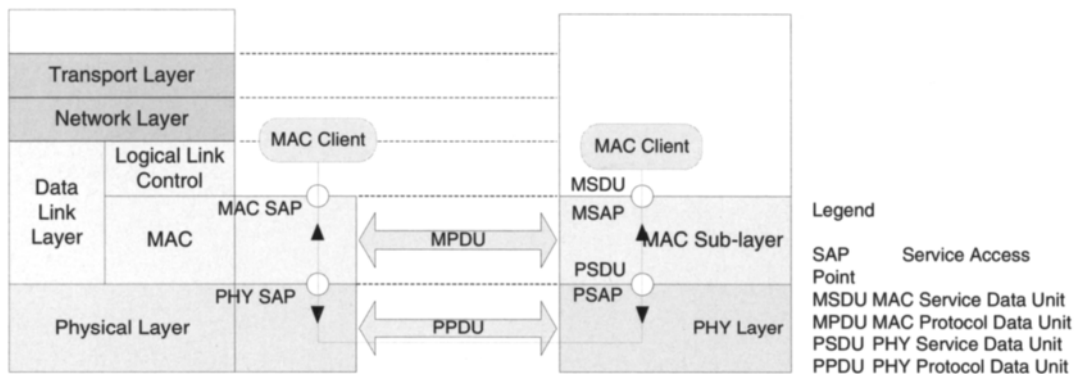 Transport Layer
Network Layer
Data
Link
Layer
Logical Link
Control
MAC
Physical Layer
MAC Client
MAC SAP
PHY SAP
MPDU
PPDU
MAC Client
MSDU
MSAP
MAC Sub-layer
PSDU
PSAP
PHY Layer
Legend
SAP Service Access
Point
MSDU MAC Service Data Unit
MPDU MAC Protocol Data Unit
PSDU PHY Service Data Unit
PPDU PHY Protocol Data Unit